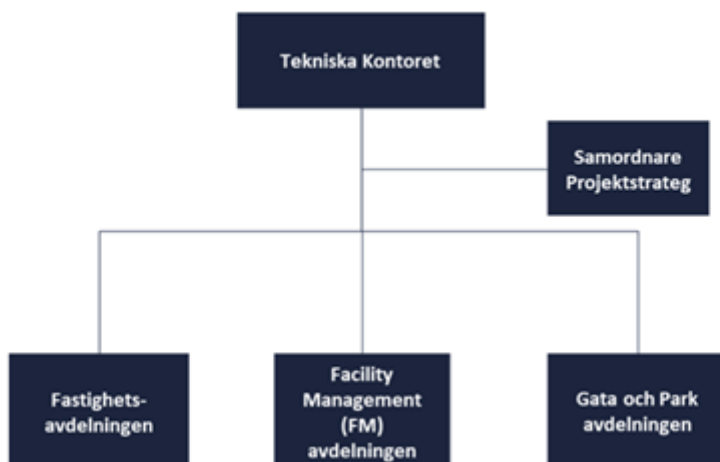 Tekniska Kontoret
Samordnare
Projektstrateg
Fastighets-
avdelningen
Facility
Management
(FM)
avdelningen
Gata och Park
avdelningen